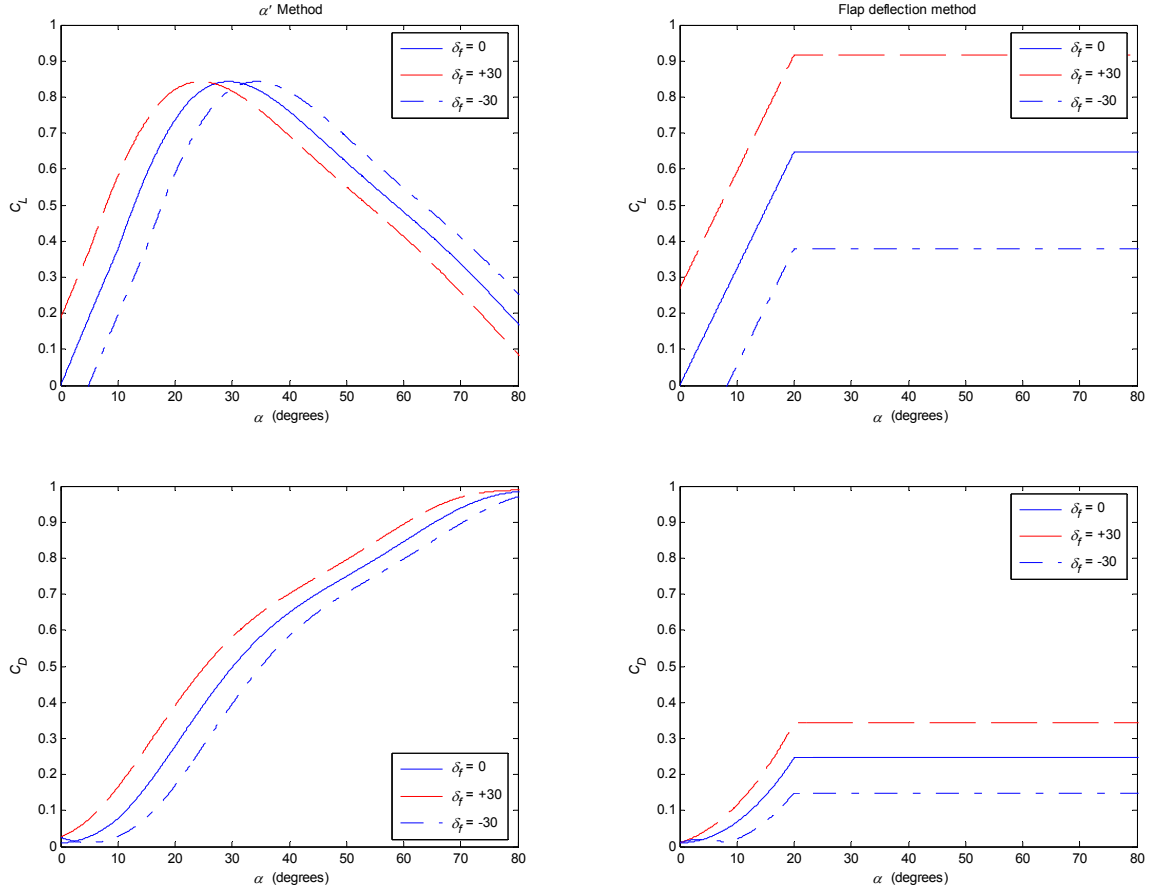 α' Method
1
0.9
0.8
0.7
0.6
0.5
0.4
0.3
0.2
0.1
0
C_L
δ_f = 0
δ_f = +30
δ_f = -30
0 10 20 30 40 50 60 70 80
α (degrees)
Flap deflection method
1
0.9
0.8
0.7
0.6
0.5
0.4
0.3
0.2
0.1
0
C_L
δ_f = 0
δ_f = +30
δ_f = -30
0 10 20 30 40 50 60 70 80
α (degrees)
1
0.9
0.8
0.7
0.6
0.5
0.4
0.3
0.2
0.1
0
C_D
δ_f = 0
δ_f = +30
δ_f = -30
0 10 20 30 40 50 60 70 80
α (degrees)
1
0.9
0.8
0.7
0.6
0.5
0.4
0.3
0.2
0.1
0
C_D
δ_f = 0
δ_f = +30
δ_f = -30
0 10 20 30 40 50 60 70 80
α (degrees)